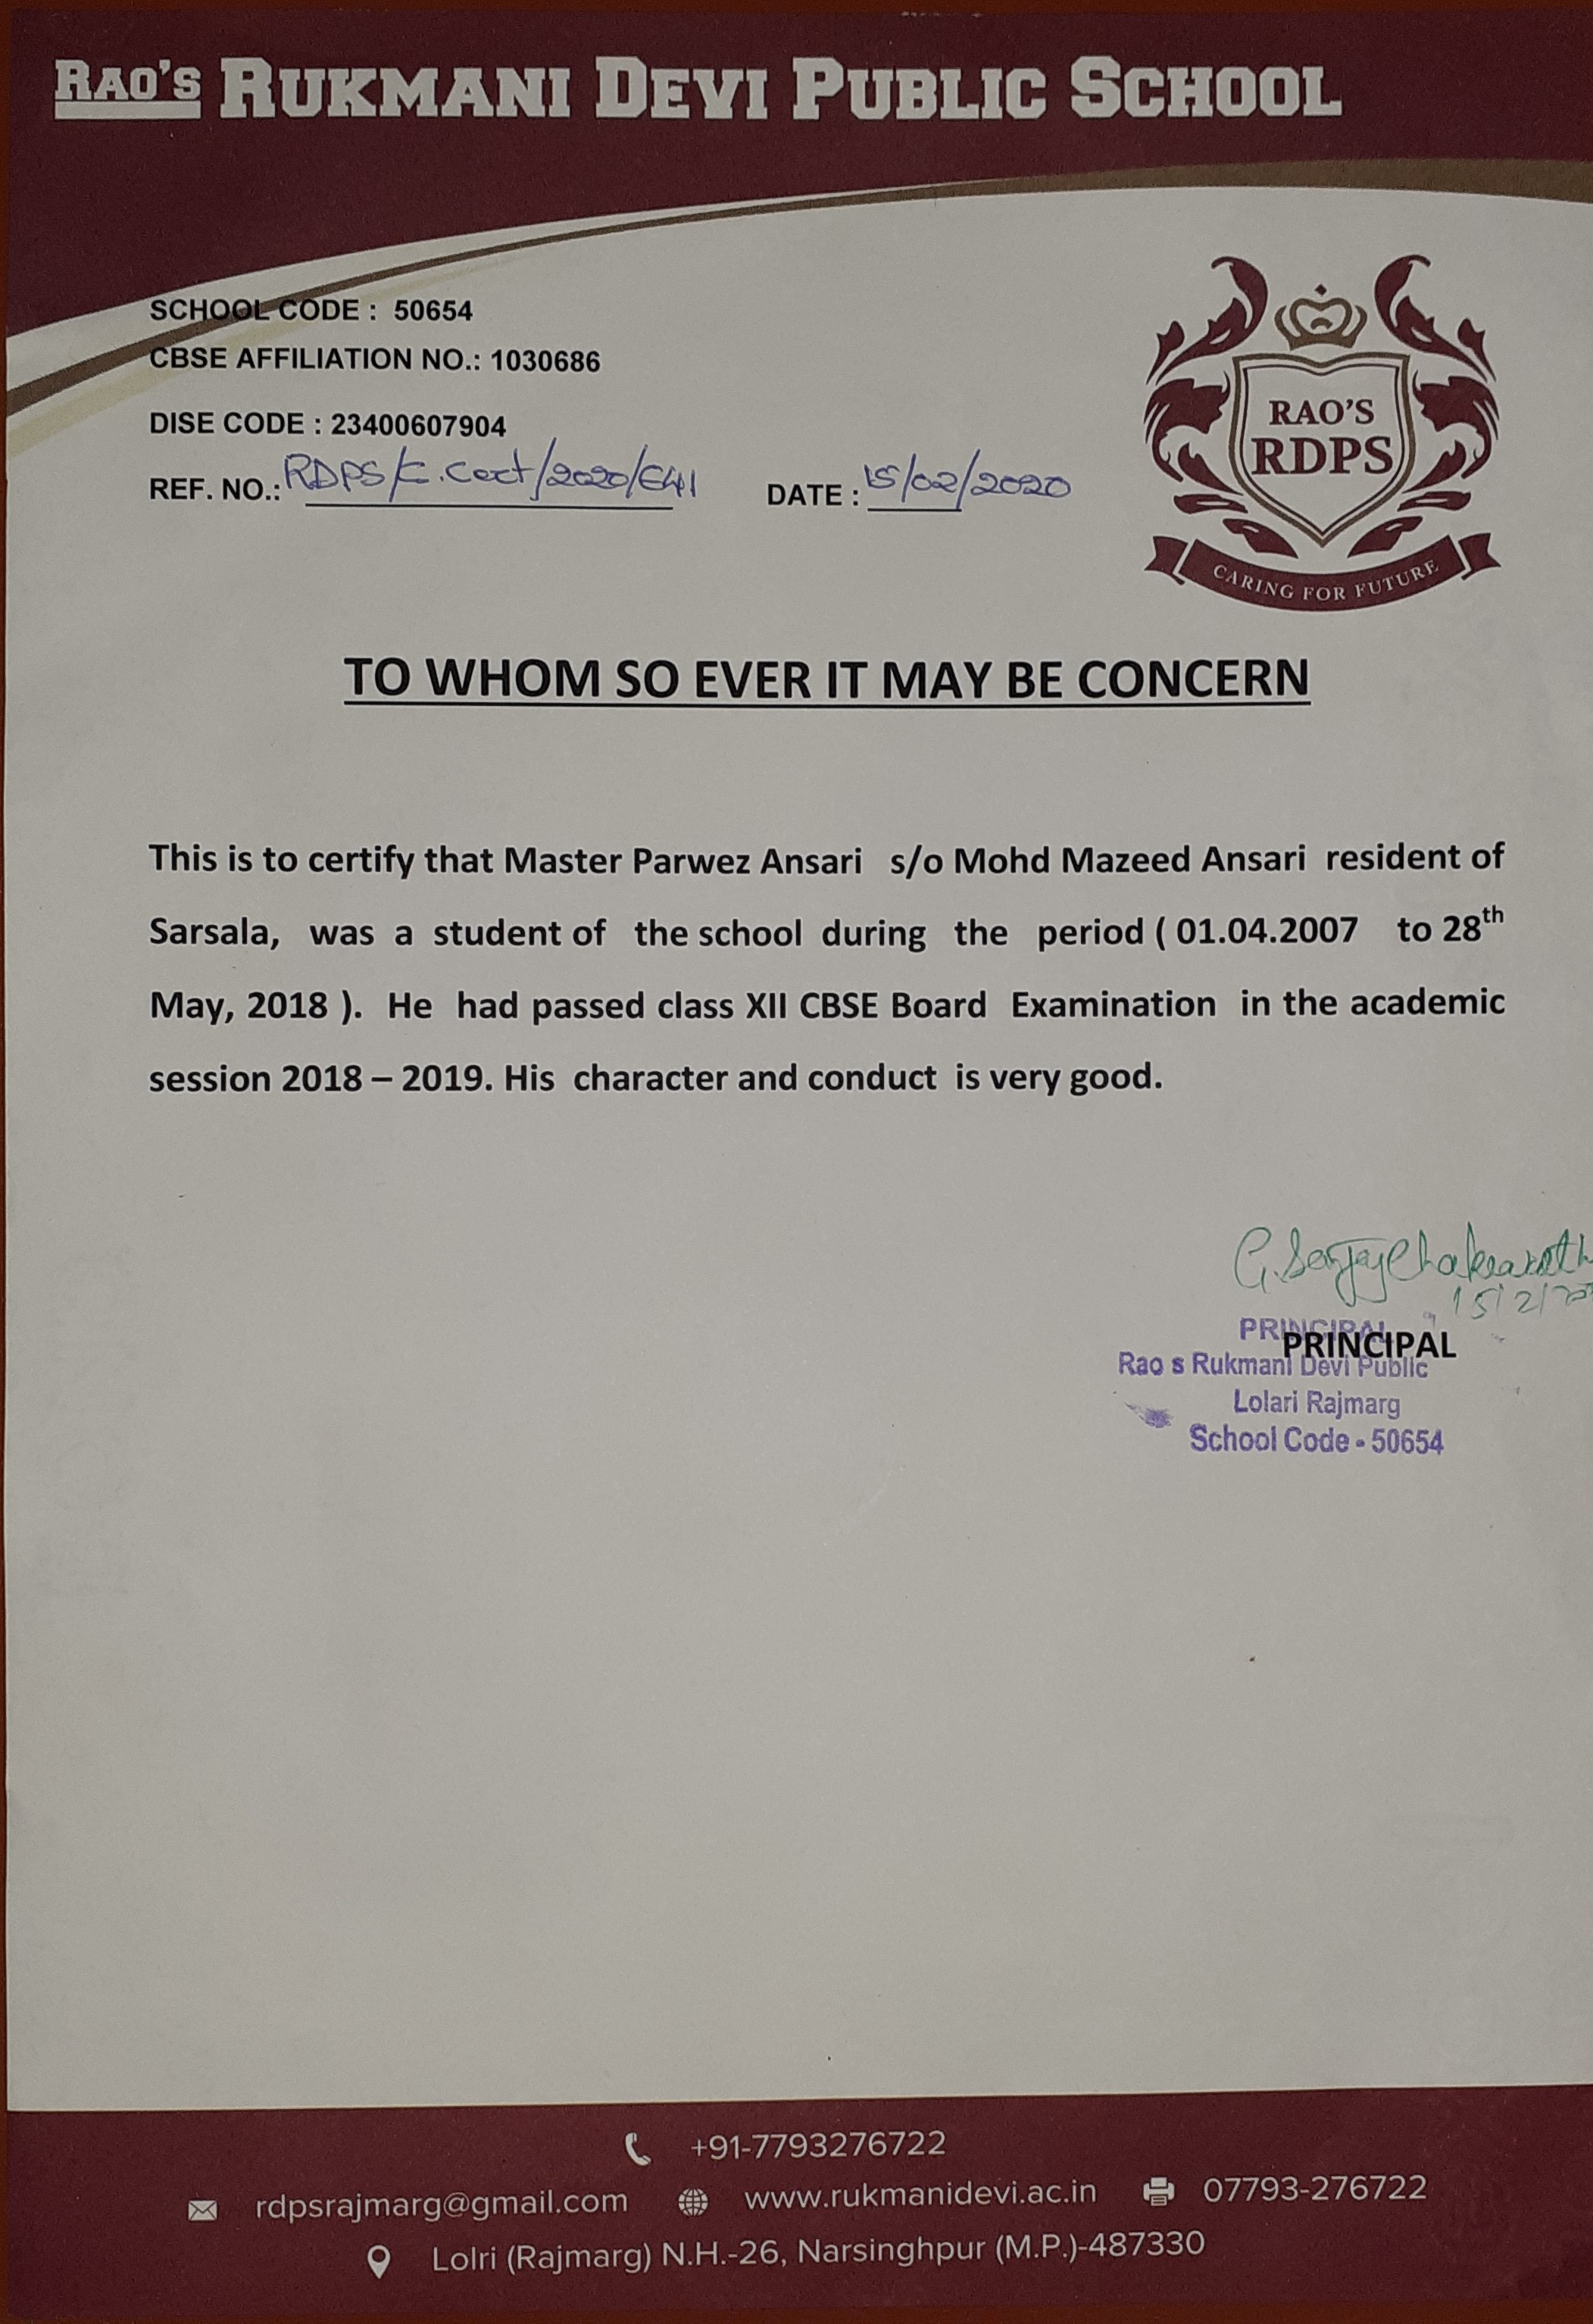 RAO'S RUKMANI DEVI PUBLIC SCHOOL
SCHOOL CODE : 50654
CBSE AFFILIATION NO.: 1030686
DISE CODE : 23400607904
REF. NO.: RDPS/C.Cert/2020/641 DATE : 15/02/2020
RAO'S
RDPS
CARING FOR FUTURE
TO WHOM SO EVER IT MAY BE CONCERN
This is to certify that Master Parwez Ansari s/o Mohd Mazeed Ansari resident of
Sarsala, was a student of the school during the period ( 01.04.2007 to 28th
May, 2018 ). He had passed class XII CBSE Board Examination in the academic
session 2018 – 2019. His character and conduct is very good.
G. Sanjay
15/2/
PRINCIPAL
PRINCIPAL
Rao s Rukmani Devi Public
Lolari Rajmarg
School Code - 50654
+91-7793276722
rdpsrajmarg@gmail.com www.rukmanidevi.ac.in 07793-276722
Lolri (Rajmarg) N.H.-26, Narsinghpur (M.P.)-487330